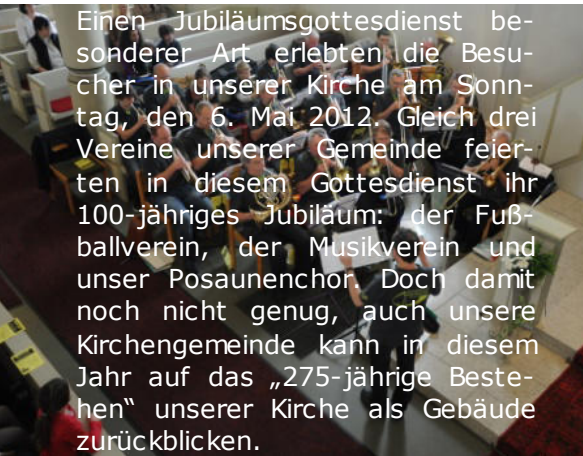 Einen Jubiläumsgottesdienst be-
sonderer Art erlebten die Besu-
cher in unserer Kirche am Sonn-
tag, den 6. Mai 2012. Gleich drei
Vereine unserer Gemeinde feier-
ten in diesem Gottesdienst ihr
100-jähriges Jubiläum: der Fuß-
ballverein, der Musikverein und
unser Posaunenchor. Doch damit
noch nicht genug, auch unsere
Kirchengemeinde kann in diesem
Jahr auf das „275-jährige Beste-
hen“ unserer Kirche als Gebäude
zurückblicken.